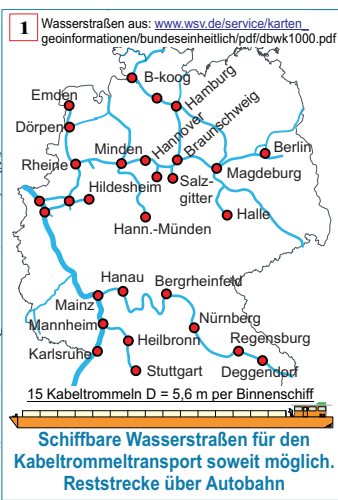 1 Wasserstraßen aus: www.wsv.de/service/karten_
geoinformationen/bundeseinheitlich/pdf/dbwk1000.pdf
B-koog
Emden
Hamburg
Dörpen
Hannover
Braunschweig
Minden
Berlin
Rheine
Magdeburg
Hildesheim
Salz-
gitter
Hann.-Münden
Halle
Hanau
Bergrheinfeld
Mainz
Mannheim
Nürnberg
Heilbronn
Regensburg
Karlsruhe
Stuttgart
Deggendorf
15 Kabeltrommeln D = 5,6 m per Binnenschiff
Schiffbare Wasserstraßen für den
Kabeltrommeltransport soweit möglich.
Reststrecke über Autobahn